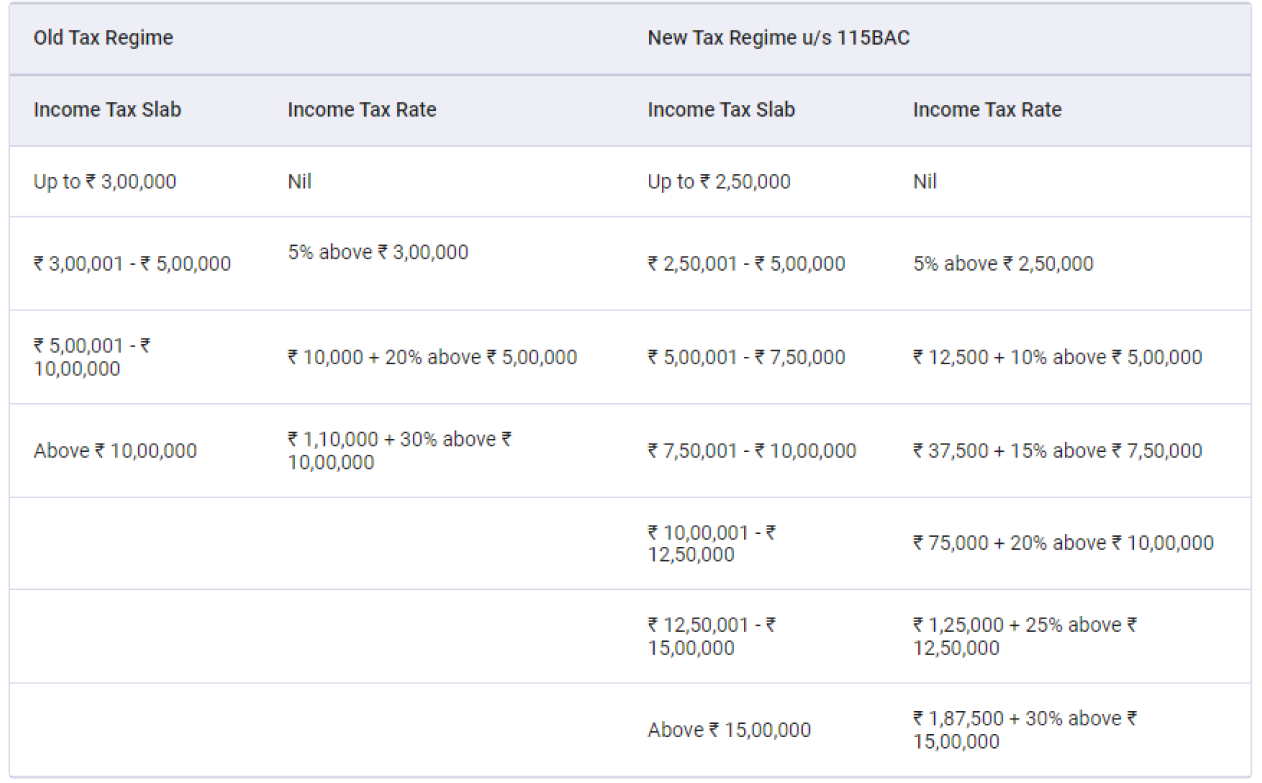 Old Tax Regime New Tax Regime u/s 115BAC
Income Tax Slab Income Tax Rate Income Tax Slab Income Tax Rate
Up to ₹ 3,00,000 Nil Up to ₹ 2,50,000 Nil
₹ 3,00,001 - ₹ 5,00,000 5% above ₹ 3,00,000 ₹ 2,50,001 - ₹ 5,00,000 5% above ₹ 2,50,000
₹ 5,00,001 - ₹
10,00,000 ₹ 10,000 + 20% above ₹ 5,00,000 ₹ 5,00,001 - ₹ 7,50,000 ₹ 12,500 + 10% above ₹ 5,00,000
Above ₹ 10,00,000 ₹ 1,10,000 + 30% above ₹
10,00,000 ₹ 7,50,001 - ₹ 10,00,000 ₹ 37,500 + 15% above ₹ 7,50,000
₹ 10,00,001 - ₹
12,50,000 ₹ 75,000 + 20% above ₹ 10,00,000
₹ 12,50,001 - ₹
15,00,000 ₹ 1,25,000 + 25% above ₹
12,50,000
Above ₹ 15,00,000 ₹ 1,87,500 + 30% above ₹
15,00,000